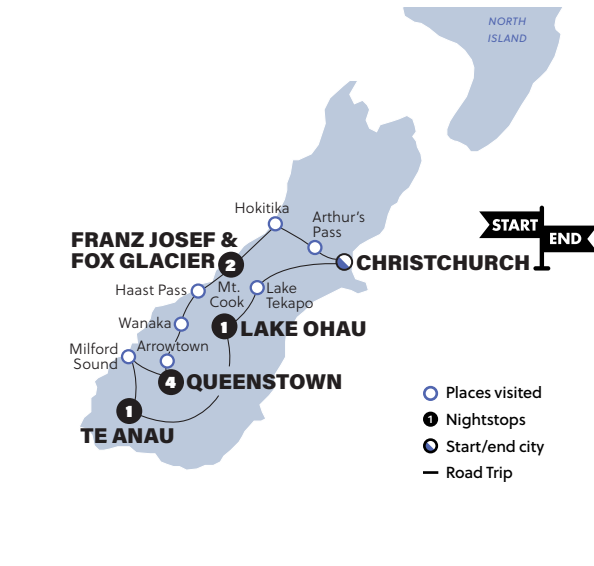 NORTH
ISLAND
Hokitika
Arthur's
Pass
START
END
FRANZ JOSEF &
FOX GLACIER
2
CHRISTCHURCH
Haast Pass
Mt.
Cook
Lake
Tekapo
Wanaka
1
LAKE OHAU
Milford
Sound
Arrowtown
4
QUEENSTOWN
1
TE ANAU
Places visited
1
Nightstops
Start/end city
Road Trip